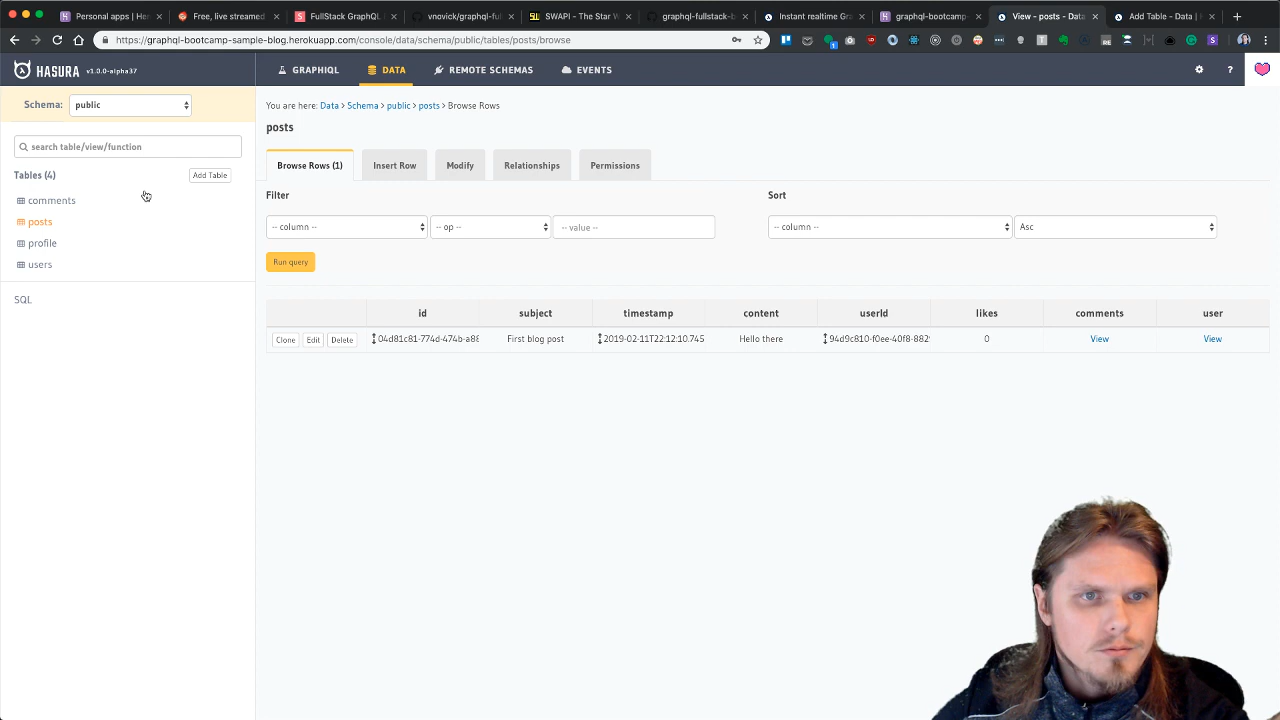 Personal apps | He
Free, live streamed
FullStack GraphQL
vnovick/graphql-ful
SWAPI - The Star W
graphql-fullstack-b
Instant realtime Gra
graphql-bootcamp-
View - posts - Data
Add Table - Data | H
https://graphql-bootcamp-sample-blog.herokuapp.com/console/data/schema/public/tables/posts/browse
HASURA v1.0.0-alpha37
GRAPHIQL DATA REMOTE SCHEMAS EVENTS
Schema: public
You are here: Data > Schema > public > posts > Browse Rows
posts
search table/view/function
Browse Rows (1) Insert Row Modify Relationships Permissions
Tables (4) Add Table
comments
posts
profile
users
SQL
Filter Sort
-- column -- -- op -- -- value -- -- column -- Asc
Run query
id subject timestamp content userId likes comments user
Clone Edit Delete 04d81c81-774d-474b-a88 First blog post 2019-02-11T22:12:10.745 Hello there 94d9c810-f0ee-40f8-882 0 View View